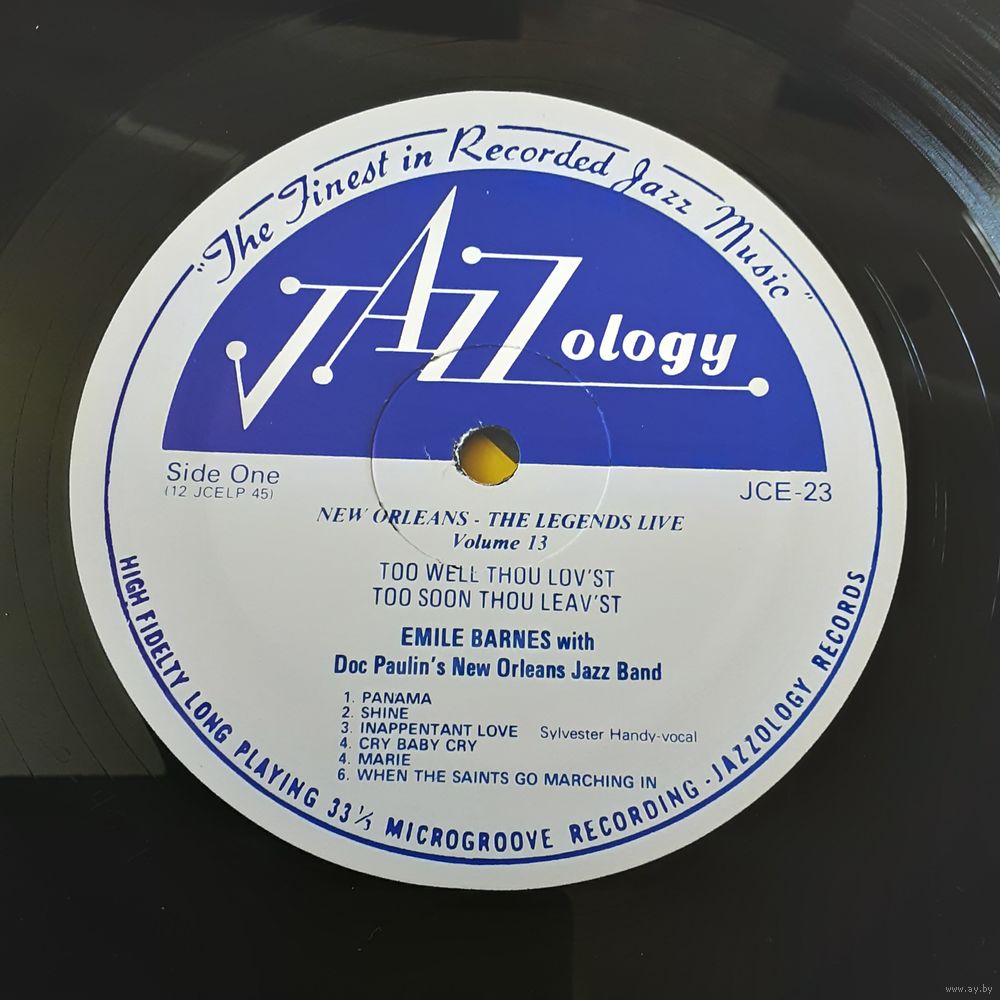 "The Finest in Recorded Jazz Music"
JAZZology
Side One
(12 JCELP 45)
JCE-23
NEW ORLEANS - THE LEGENDS LIVE
Volume 13
TOO WELL THOU LOV'ST
TOO SOON THOU LEAV'ST
EMILE BARNES with
Doc Paulin's New Orleans Jazz Band
1. PANAMA
2. SHINE
3. INAPPENTANT LOVE Sylvester Handy-vocal
4. CRY BABY CRY
4. MARIE
6. WHEN THE SAINTS GO MARCHING IN
HIGH FIDELTY LONG PLAYING 33 1/3 MICROGROOVE RECORDING - JAZZOLOGY RECORDS
www.ay.by